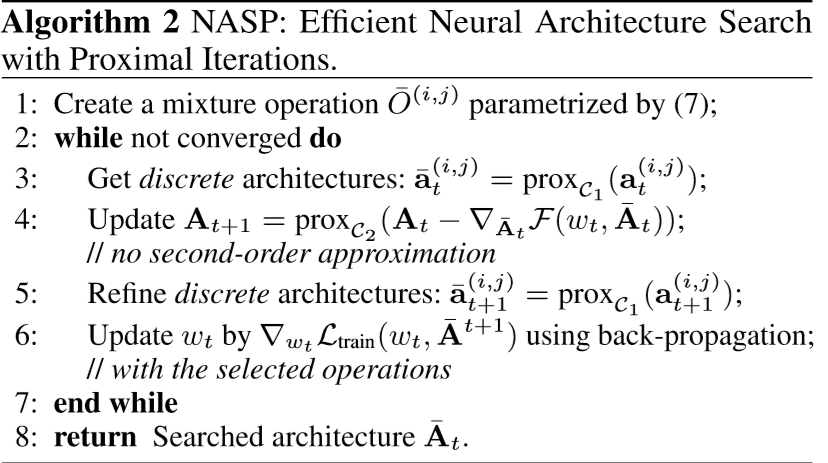 Algorithm 2 NASP: Efficient Neural Architecture Search
with Proximal Iterations.
1: Create a mixture operation $\bar{O}^{(i,j)}$ parametrized by (7);
2: while not converged do
3: Get discrete architectures: $\bar{\mathbf{a}}_t^{(i,j)} = \text{prox}_{\mathcal{C}_1}(\mathbf{a}_t^{(i,j)})$;
4: Update $\mathbf{A}_{t+1} = \text{prox}_{\mathcal{C}_2}(\mathbf{A}_t - \nabla_{\bar{\mathbf{A}}_t} \mathcal{F}(w_t, \bar{\mathbf{A}}_t))$;
// no second-order approximation
5: Refine discrete architectures: $\bar{\mathbf{a}}_{t+1}^{(i,j)} = \text{prox}_{\mathcal{C}_1}(\mathbf{a}_{t+1}^{(i,j)})$;
6: Update $w_t$ by $\nabla_{w_t} \mathcal{L}_{\text{train}}(w_t, \bar{\mathbf{A}}^{t+1})$ using back-propagation;
// with the selected operations
7: end while
8: return Searched architecture $\bar{\mathbf{A}}_t$.